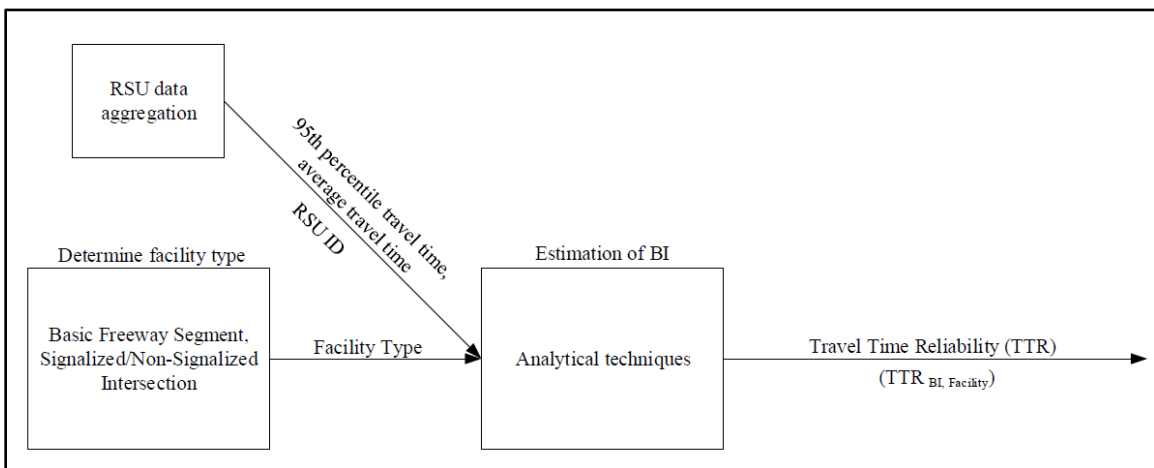 RSU data
aggregation
95th percentile travel time,
average travel time
RSU ID
Determine facility type
Basic Freeway Segment,
Signalized/Non-Signalized
Intersection
Facility Type
Estimation of BI
Analytical techniques
Travel Time Reliability (TTR)
(TTR BI, Facility)